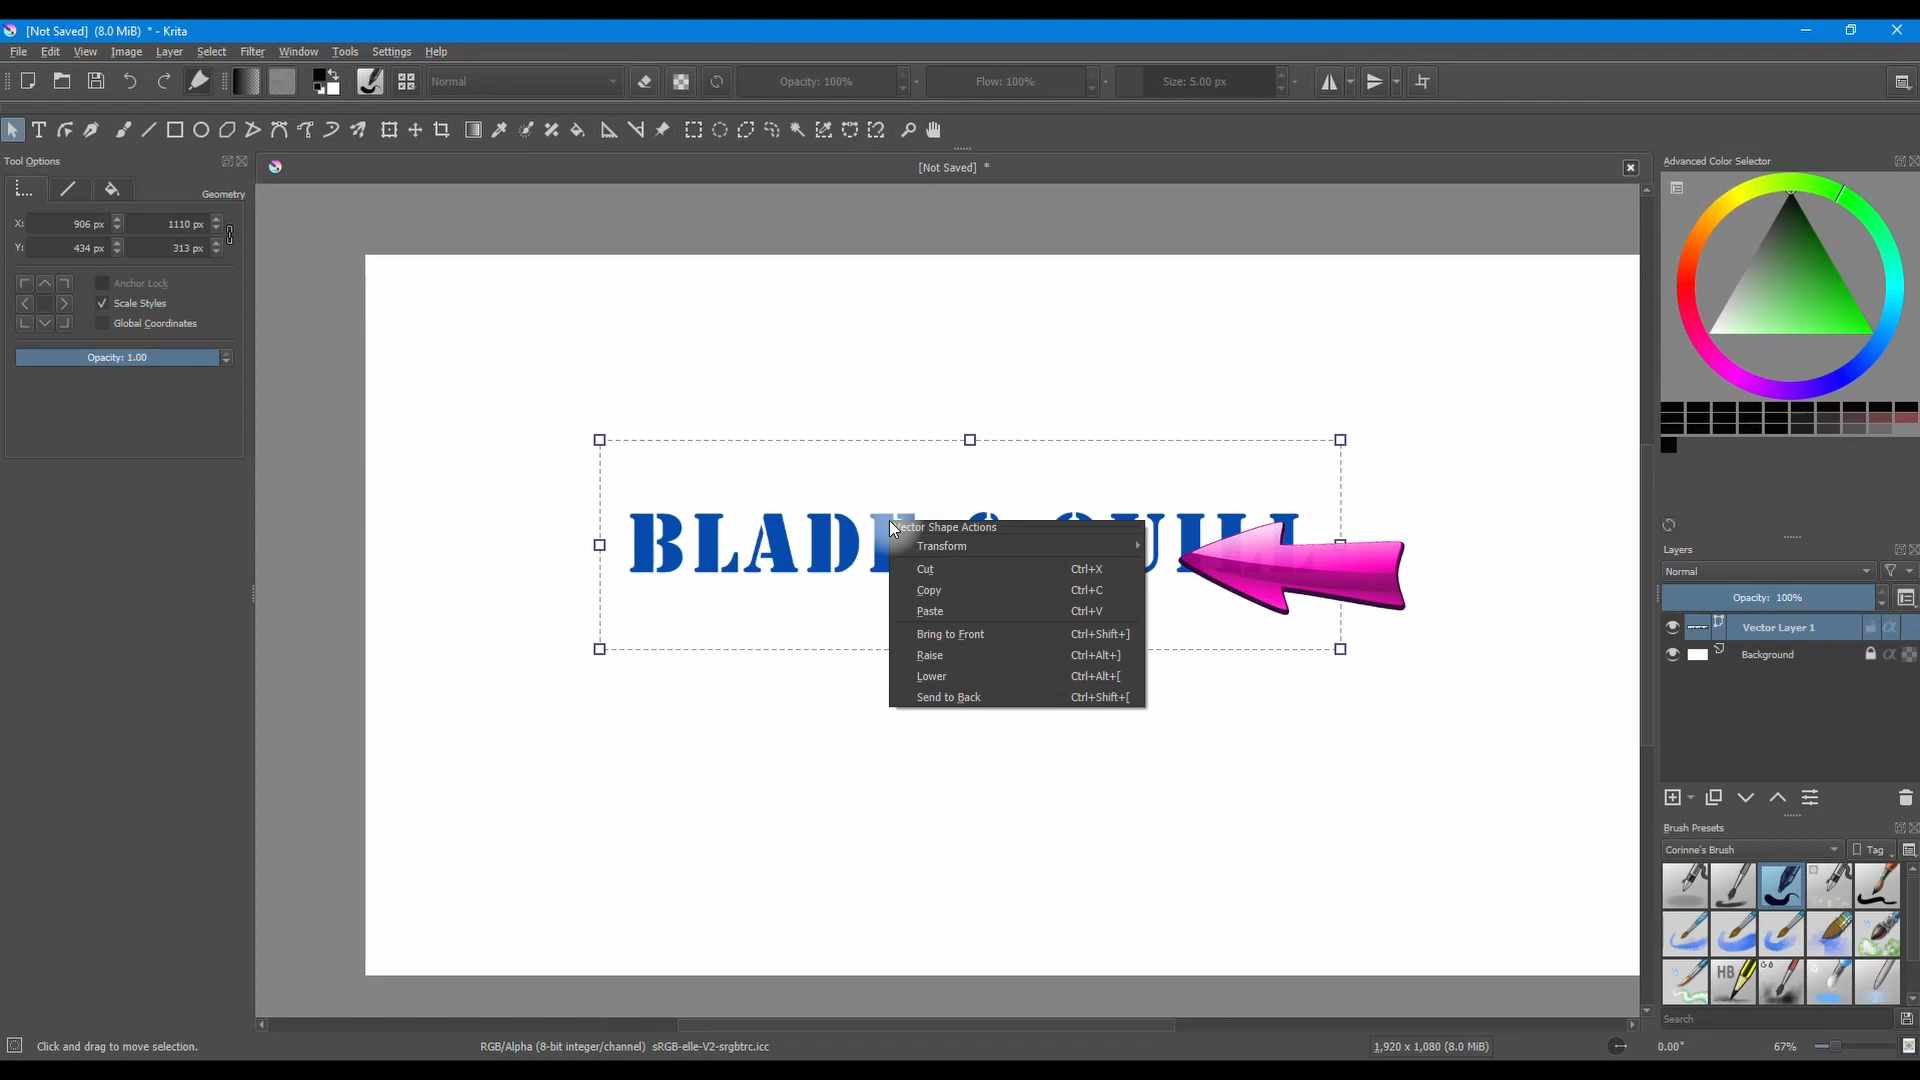 [Not Saved] (8.0 MiB) * - Krita
File Edit View Image Layer Select Filter Window Tools Settings Help
Normal Opacity: 100% Flow: 100% Size: 5.00 px
Tool Options
[Not Saved] *
Advanced Color Selector
Geometry
X: 906 px 1110 px
Y: 434 px 313 px
Anchor Lock
Scale Styles
Global Coordinates
Opacity: 1.00
BLADE & QUILL
Vector Shape Actions
Transform
Cut Ctrl+X
Copy Ctrl+C
Paste Ctrl+V
Bring to Front Ctrl+Shift+]
Raise Ctrl+Alt+]
Lower Ctrl+Alt+[
Send to Back Ctrl+Shift+[
Layers
Normal
Opacity: 100%
Vector Layer 1
Background
Brush Presets
Corinne's Brush Tag
HB
Search
Click and drag to move selection.
RGB/Alpha (8-bit integer/channel) sRGB-elle-V2-srgbtrc.icc
1,920 x 1,080 (8.0 MiB)
0.00°
67%